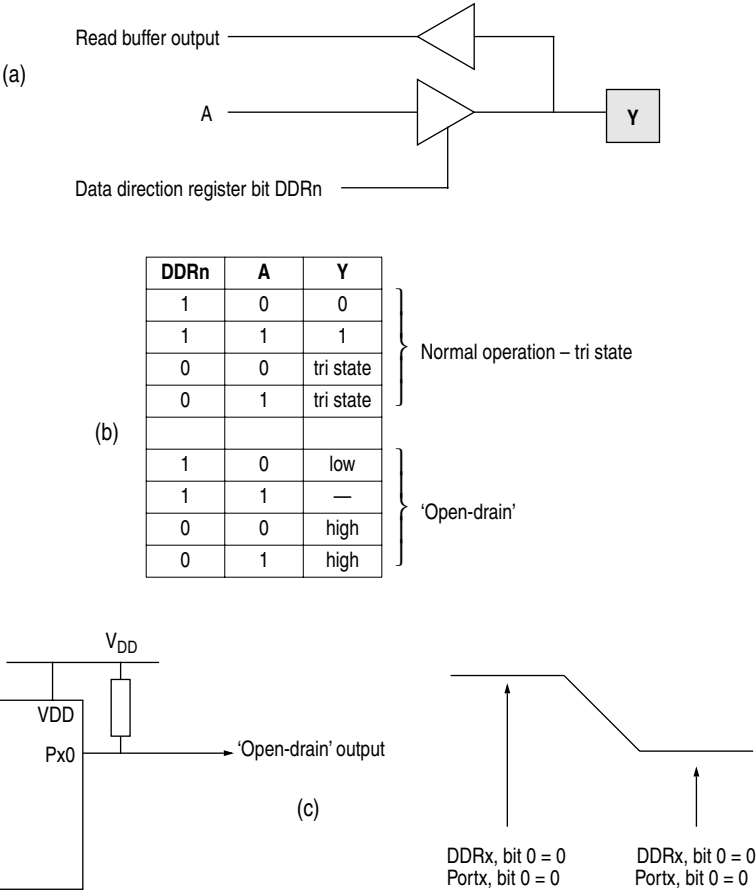 (a)
Read buffer output
A
Y
Data direction register bit DDRn
(b)
DDRn A Y
1 0 0
1 1 1
0 0 tri state
0 1 tri state
Normal operation – tri state
1 0 low
1 1 —
0 0 high
0 1 high
'Open-drain'
VDD
VDD
Px0
'Open-drain' output
(c)
DDRx, bit 0 = 0
Portx, bit 0 = 0
DDRx, bit 0 = 0
Portx, bit 0 = 0